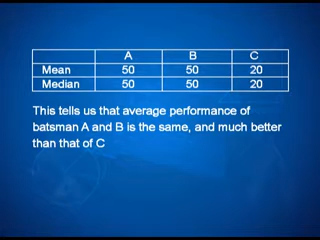 A B C
Mean 50 50 20
Median 50 50 20
This tells us that average performance of
batsman A and B is the same, and much better
than that of C